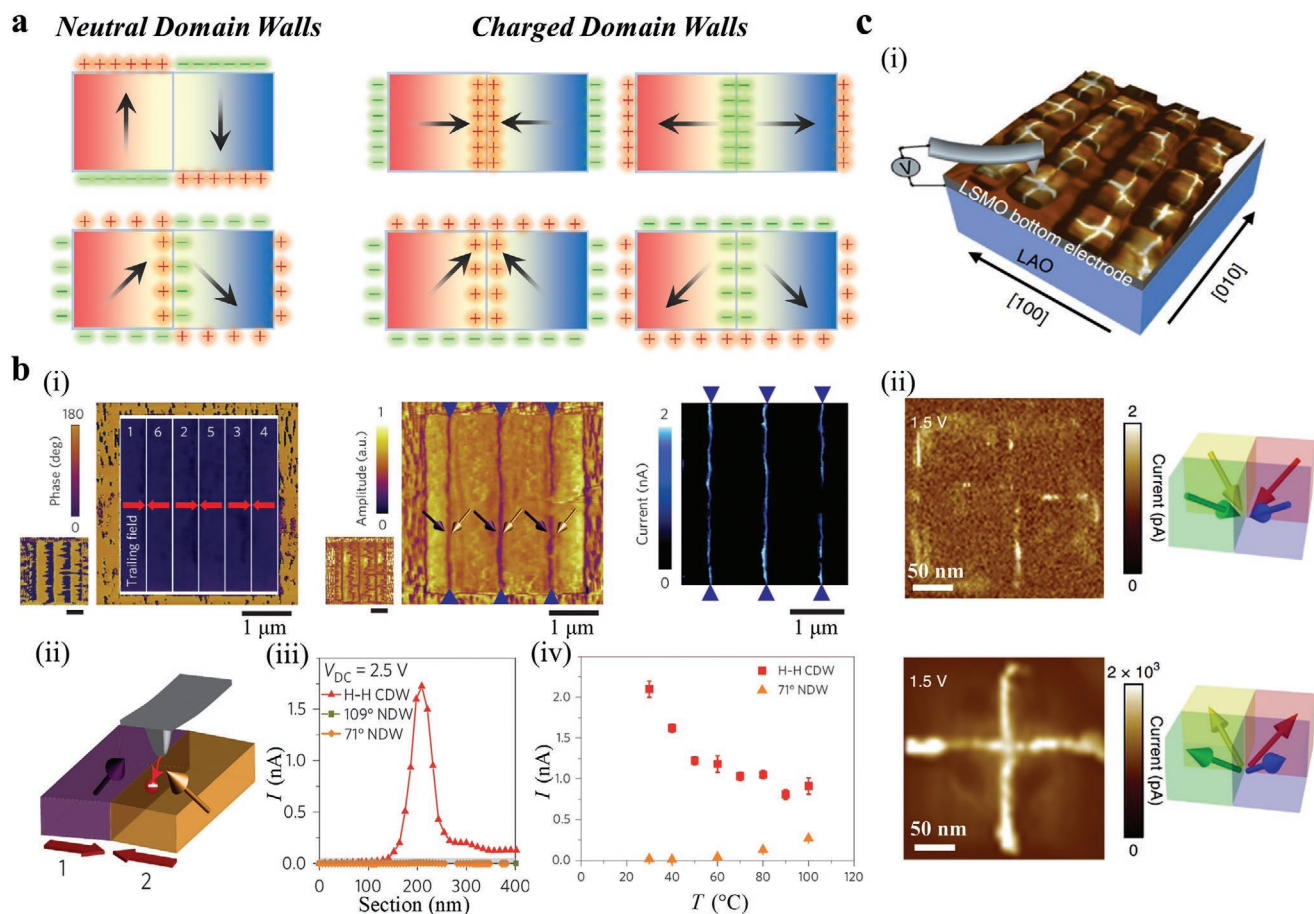 a
Neutral Domain Walls
Charged Domain Walls
c
(i)
V
LSMO bottom electrode
LAO
[100]
[010]
b
(i)
180
Phase (deg)
0
1 6 2 5 3 4
Trailing field
1 μm
1
Amplitude (a.u.)
0
1 μm
2
Current (nA)
0
1 μm
(ii)
1.5 V
50 nm
2
Current (pA)
0
(ii)
1
2
(iii)
V_DC = 2.5 V
H-H CDW
109° NDW
71° NDW
1.5
1.0
0.5
0.0
I (nA)
0 100 200 300 400
Section (nm)
(iv)
H-H CDW
71° NDW
2.0
1.5
1.0
0.5
0.0
I (nA)
0 20 40 60 80 100 120
T (°C)
1.5 V
50 nm
2 × 10³
Current (pA)
0